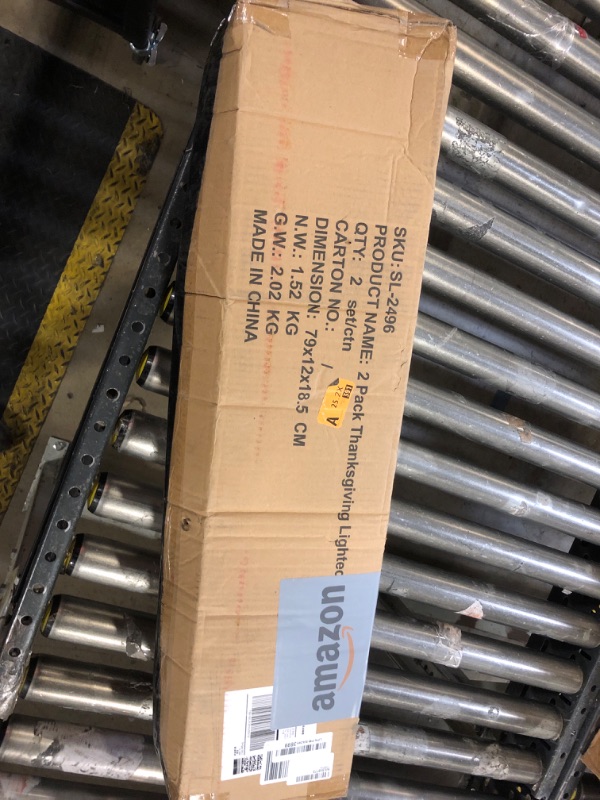 SKU: SL-2496
PRODUCT NAME: 2 Pack Thanksgiving Lighted
QTY: 2 set/ctn
CARTON NO.: /
DIMENSION: 79x12x18.5 CM
N.W.: 1.52 KG
G.W.: 2.02 KG
MADE IN CHINA
A
amazon